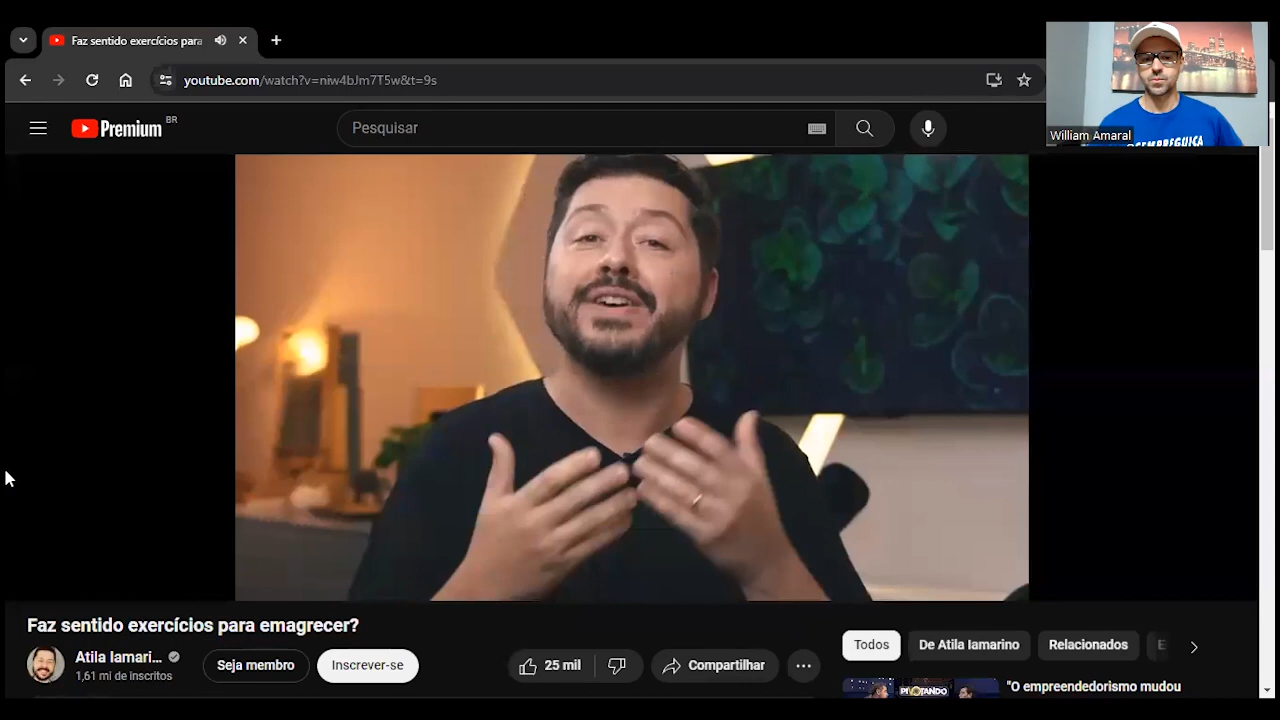 Faz sentido exercícios para
youtube.com/watch?v=niw4bJm7T5w&t=9s
Premium BR
Pesquisar
William Amaral
@SEMPREGUIÇA
Faz sentido exercícios para emagrecer?
Atila Iamari...
1,61 mi de inscritos
Seja membro
Inscrever-se
25 mil
Compartilhar
Todos
De Atila Iamarino
Relacionados
E
PIVOTANDO
"O empreendedorismo mudou